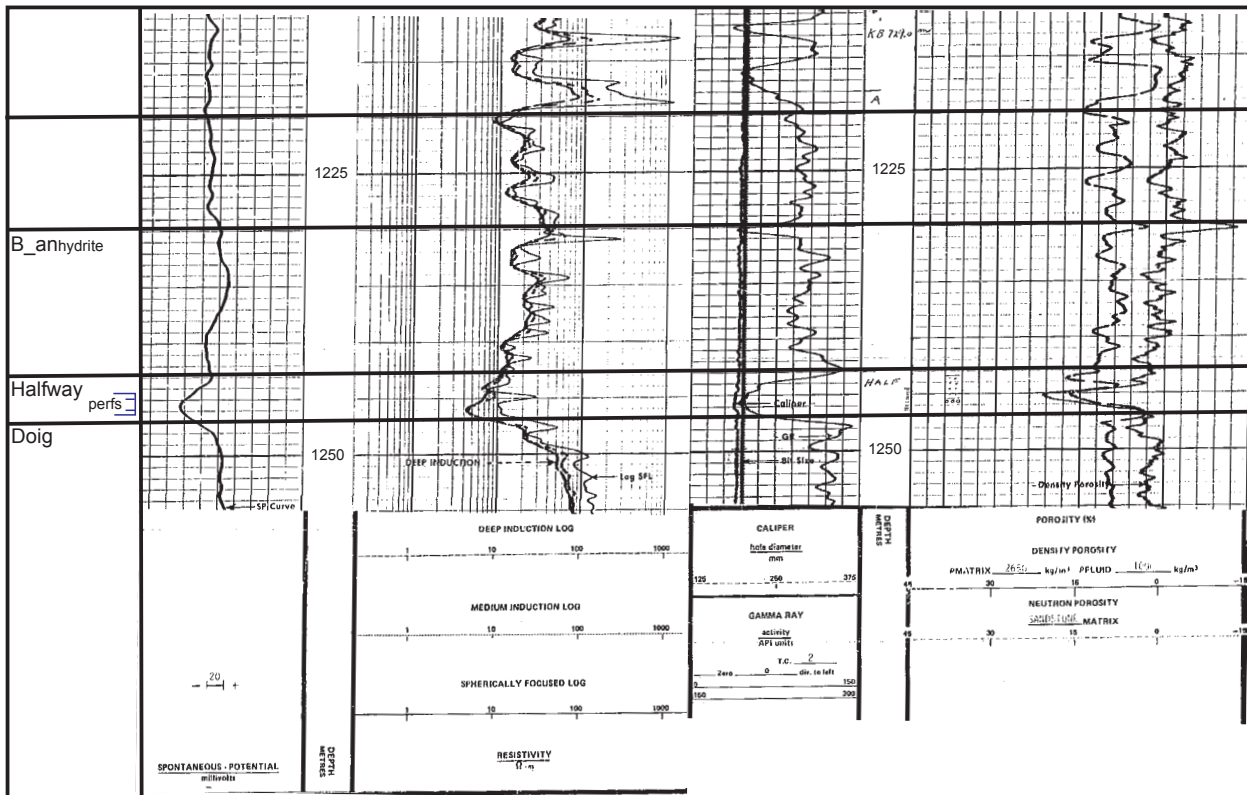 KB 729.0
A
1225
1225
B_anhydrite
Halfway
perfs
HALF
Caliper
Doig
GR
1250
1250
DEEP INDUCTION
Bit Size
Log SFL
Density Porosity
SP Curve
DEPTH METRES
DEEP INDUCTION LOG
1 10 100 1000
MEDIUM INDUCTION LOG
1 10 100 1000
SPHERICALLY FOCUSED LOG
1 10 100 1000
RESISTIVITY
Ω·m
- 20 +
SPONTANEOUS - POTENTIAL
millivolts
CALIPER
hole diameter
mm
125 250 375
GAMMA RAY
activity
API units
T.C. 2
Zero 0 div. to left
0 150
150 300
DEPTH METRES
POROSITY (%)
DENSITY POROSITY
ρMATRIX 2650 kg/m³ ρFLUID kg/m³
45 30 15 0 -15
NEUTRON POROSITY
SANDSTONE MATRIX
45 30 15 0 -15